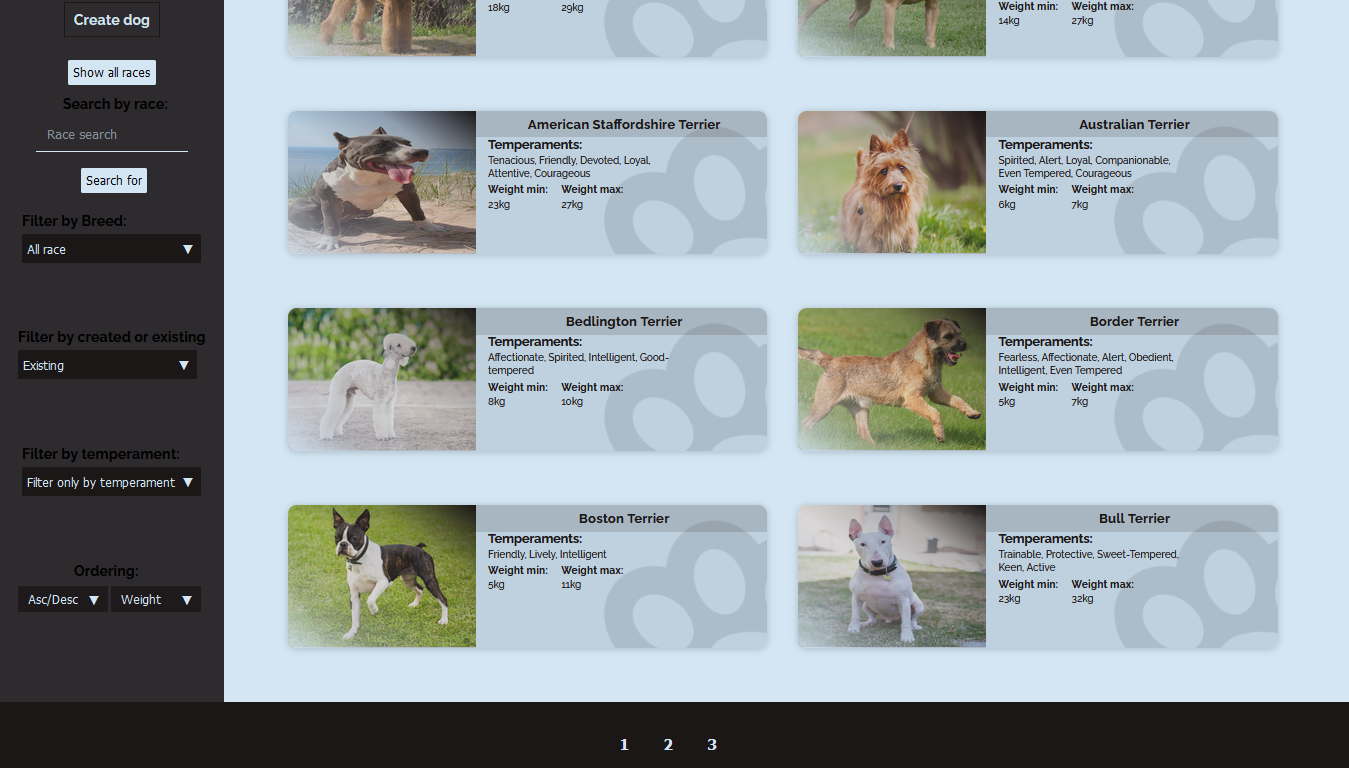 Create dog
Show all races
Search by race:
Race search
Search for
Filter by Breed:
All race
Filter by created or existing
Existing
Filter by temperament:
Filter only by temperament
Ordering:
Asc/Desc Weight
18kg 29kg
Weight min: Weight max:
14kg 27kg
American Staffordshire Terrier
Temperaments:
Tenacious, Friendly, Devoted, Loyal,
Attentive, Courageous
Weight min: Weight max:
23kg 27kg
Australian Terrier
Temperaments:
Spirited, Alert, Loyal, Companionable,
Even Tempered, Courageous
Weight min: Weight max:
6kg 7kg
Bedlington Terrier
Temperaments:
Affectionate, Spirited, Intelligent, Good-
tempered
Weight min: Weight max:
8kg 10kg
Border Terrier
Temperaments:
Fearless, Affectionate, Alert, Obedient,
Intelligent, Even Tempered
Weight min: Weight max:
5kg 7kg
Boston Terrier
Temperaments:
Friendly, Lively, Intelligent
Weight min: Weight max:
5kg 11kg
Bull Terrier
Temperaments:
Trainable, Protective, Sweet-Tempered,
Keen, Active
Weight min: Weight max:
23kg 32kg
1 2 3